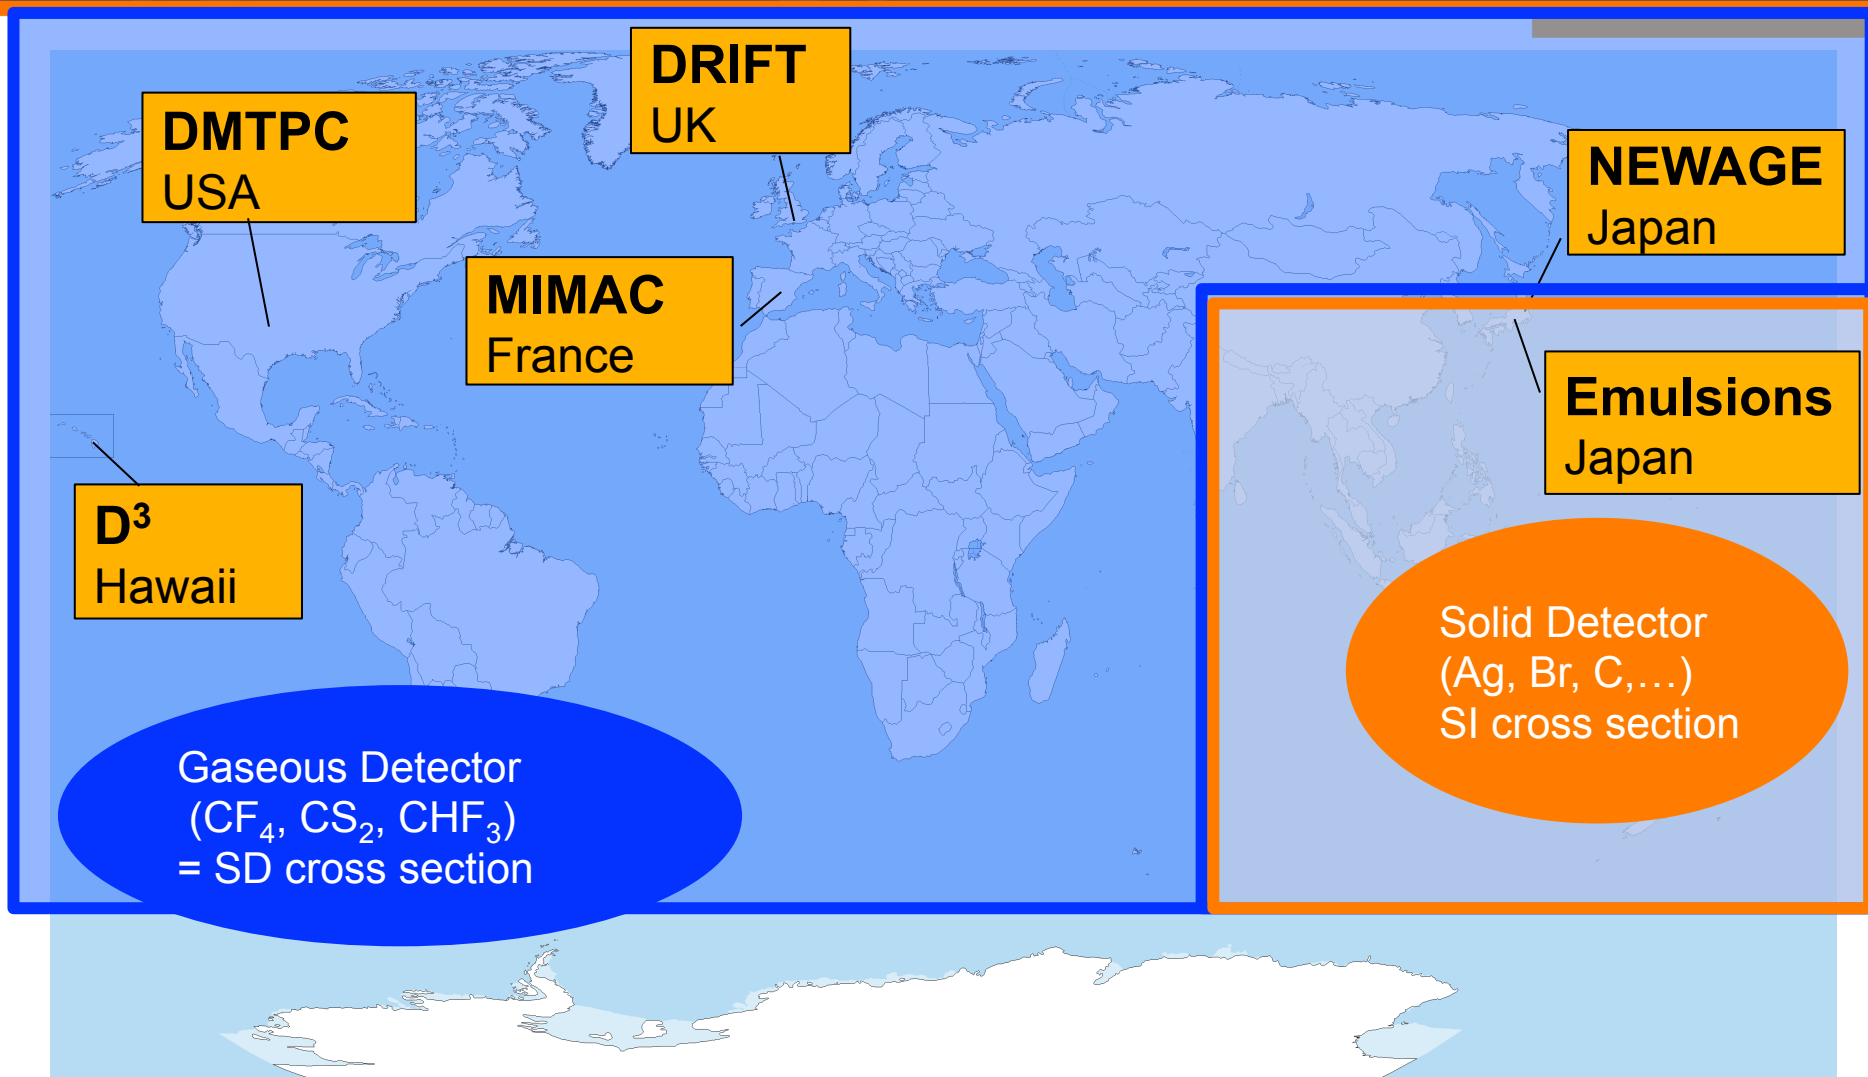 DRIFT
UK
DMTPC
USA
NEWAGE
Japan
MIMAC
France
Emulsions
Japan
D³
Hawaii
Solid Detector
(Ag, Br, C,…)
SI cross section
Gaseous Detector
(CF₄, CS₂, CHF₃)
= SD cross section